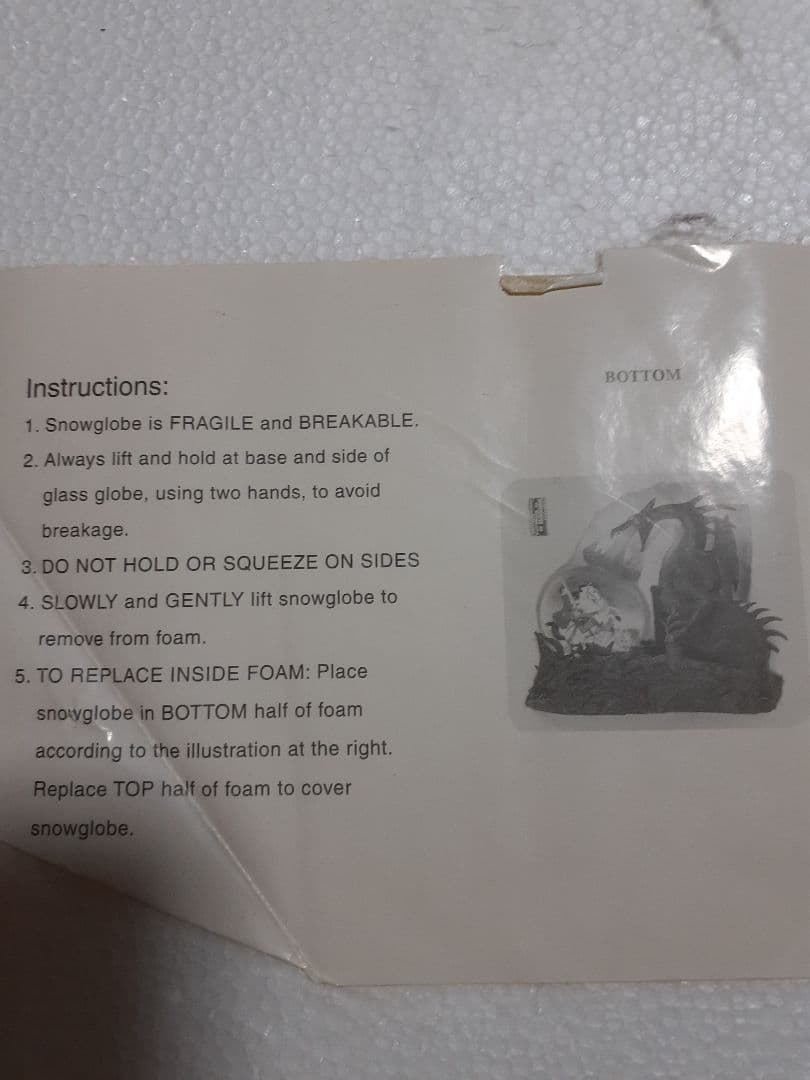 Instructions:
1. Snowglobe is FRAGILE and BREAKABLE.
2. Always lift and hold at base and side of
glass globe, using two hands, to avoid
breakage.
3. DO NOT HOLD OR SQUEEZE ON SIDES
4. SLOWLY and GENTLY lift snowglobe to
remove from foam.
5. TO REPLACE INSIDE FOAM: Place
snowglobe in BOTTOM half of foam
according to the illustration at the right.
Replace TOP half of foam to cover
snowglobe.
BOTTOM